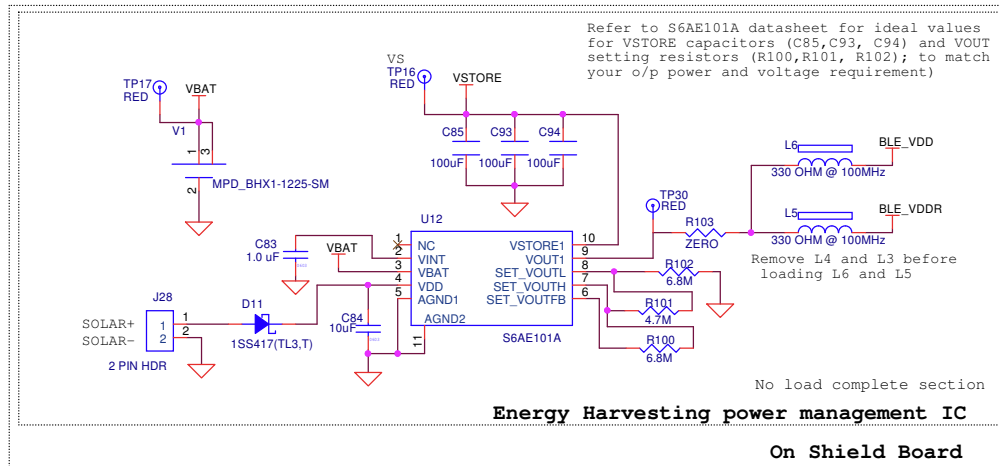 Refer to S6AE101A datasheet for ideal values
for VSTORE capacitors (C85,C93, C94) and VOUT
setting resistors (R100,R101, R102); to match
your o/p power and voltage requirement)
VS
TP16
RED
VSTORE
TP17
RED
VBAT
V1
1
3
2
MPD_BHX1-1225-SM
C85
C93
C94
100uF
100uF
100uF
L6
330 OHM @ 100MHz
BLE_VDD
TP30
RED
R103
ZERO
L5
330 OHM @ 100MHz
BLE_VDDR
Remove L4 and L3 before
loading L6 and L5
U12
C83
1.0 uF
VBAT
1
2
3
4
5
11
NC
VINT
VBAT
VDD
AGND1
AGND2
VSTORE1
VOUT1
SET_VOUTL
SET_VOUTH
SET_VOUTFB
10
9
8
7
6
S6AE101A
R102
6.8M
R101
4.7M
R100
6.8M
J28
SOLAR+
SOLAR-
1
2
1
2
2 PIN HDR
D11
1SS417(TL3,T)
C84
10uF
No load complete section
Energy Harvesting power management IC
On Shield Board